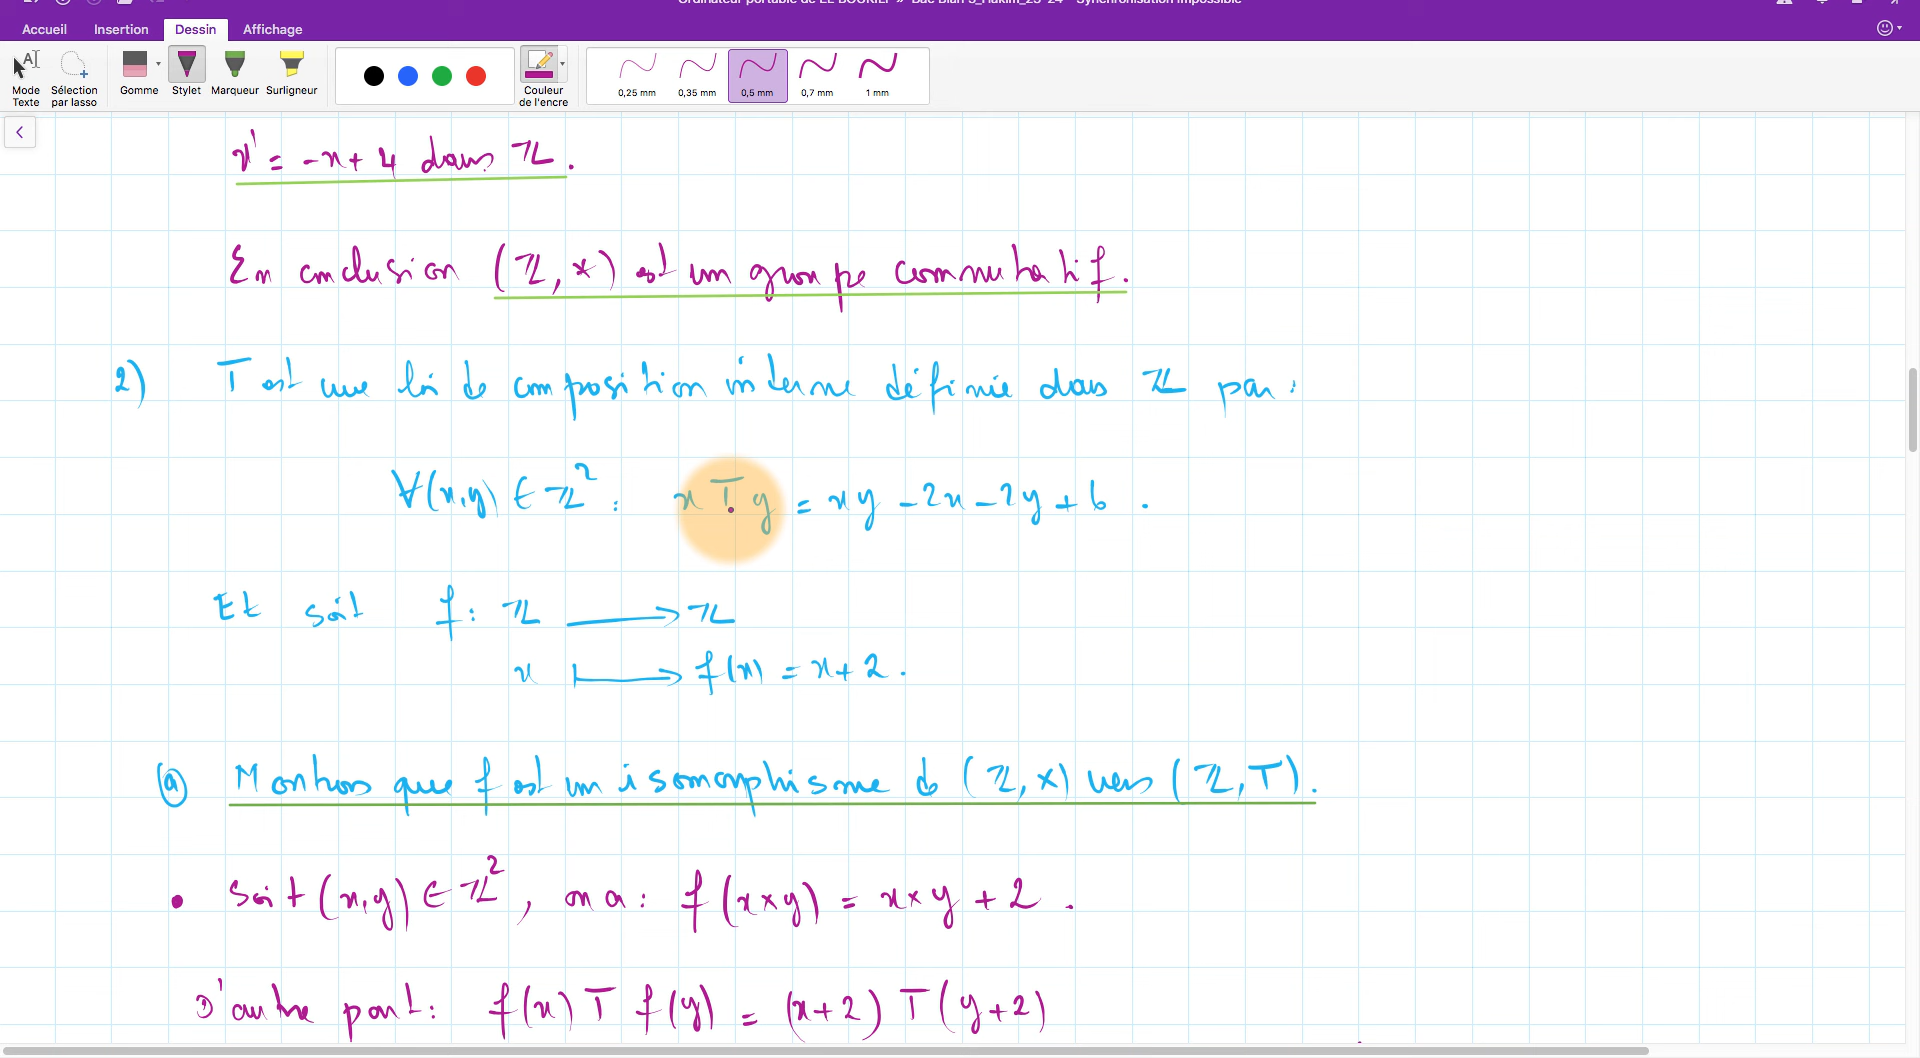 Accueil Insertion Dessin Affichage
Mode Texte Sélection par lasso Gomme Stylet Marqueur Surligneur Couleur de l'encre 0,25 mm 0,35 mm 0,5 mm 0,7 mm 1 mm
x' = -x + 4 dans ℤ.
En conclusion (ℤ, *) est un groupe commutatif.
2) T est une loi de composition interne définie dans ℤ par:
∀(x,y) ∈ ℤ² : x T y = xy - 2x - 2y + 6 .
Et soit f : ℤ ⟶ ℤ
x ⟼ f(x) = x + 2 .
(a) Montrons que f est un isomorphisme de (ℤ, ×) vers (ℤ, T).
• Soit (x,y) ∈ ℤ², on a : f(x × y) = x × y + 2 .
D'autre part : f(x) T f(y) = (x+2) T (y+2)